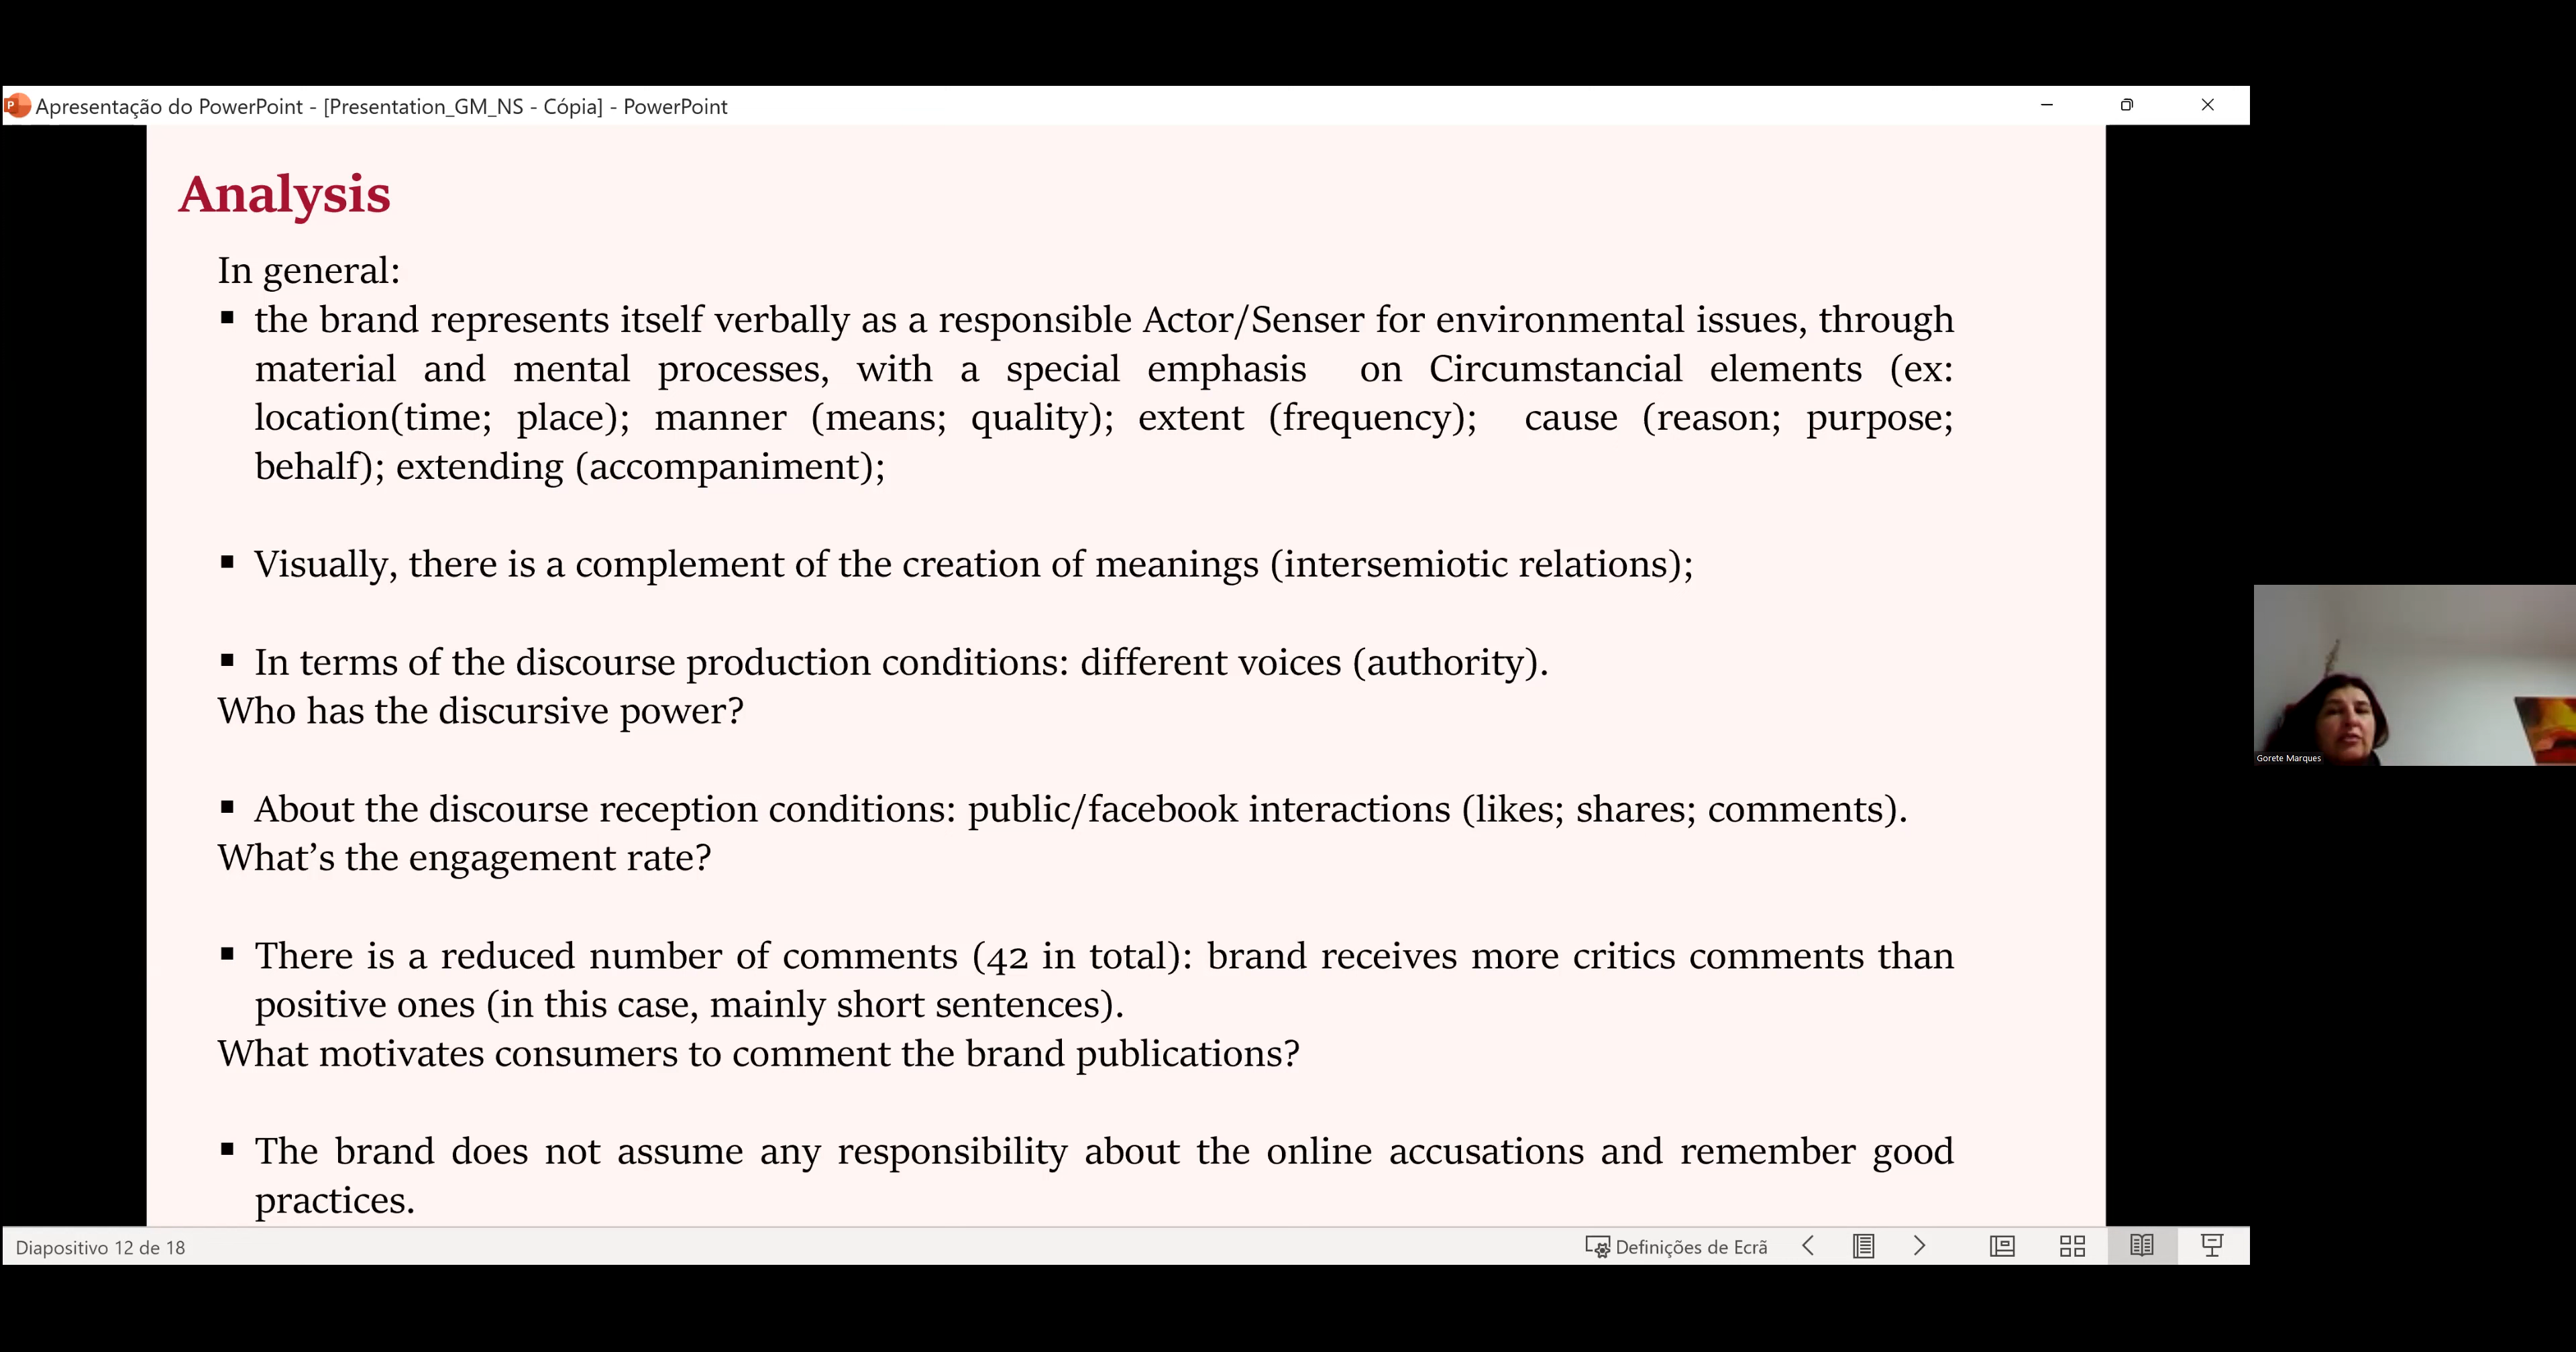 Apresentação do PowerPoint - [Presentation_GM_NS - Cópia] - PowerPoint
Analysis
In general:
▪ the brand represents itself verbally as a responsible Actor/Senser for environmental issues, through
material and mental processes, with a special emphasis on Circumstancial elements (ex:
location(time; place); manner (means; quality); extent (frequency); cause (reason; purpose;
behalf); extending (accompaniment);
▪ Visually, there is a complement of the creation of meanings (intersemiotic relations);
▪ In terms of the discourse production conditions: different voices (authority).
Who has the discursive power?
▪ About the discourse reception conditions: public/facebook interactions (likes; shares; comments).
What’s the engagement rate?
▪ There is a reduced number of comments (42 in total): brand receives more critics comments than
positive ones (in this case, mainly short sentences).
What motivates consumers to comment the brand publications?
▪ The brand does not assume any responsibility about the online accusations and remember good
practices.
Gorete Marques
Diapositivo 12 de 18
Definições de Ecrã